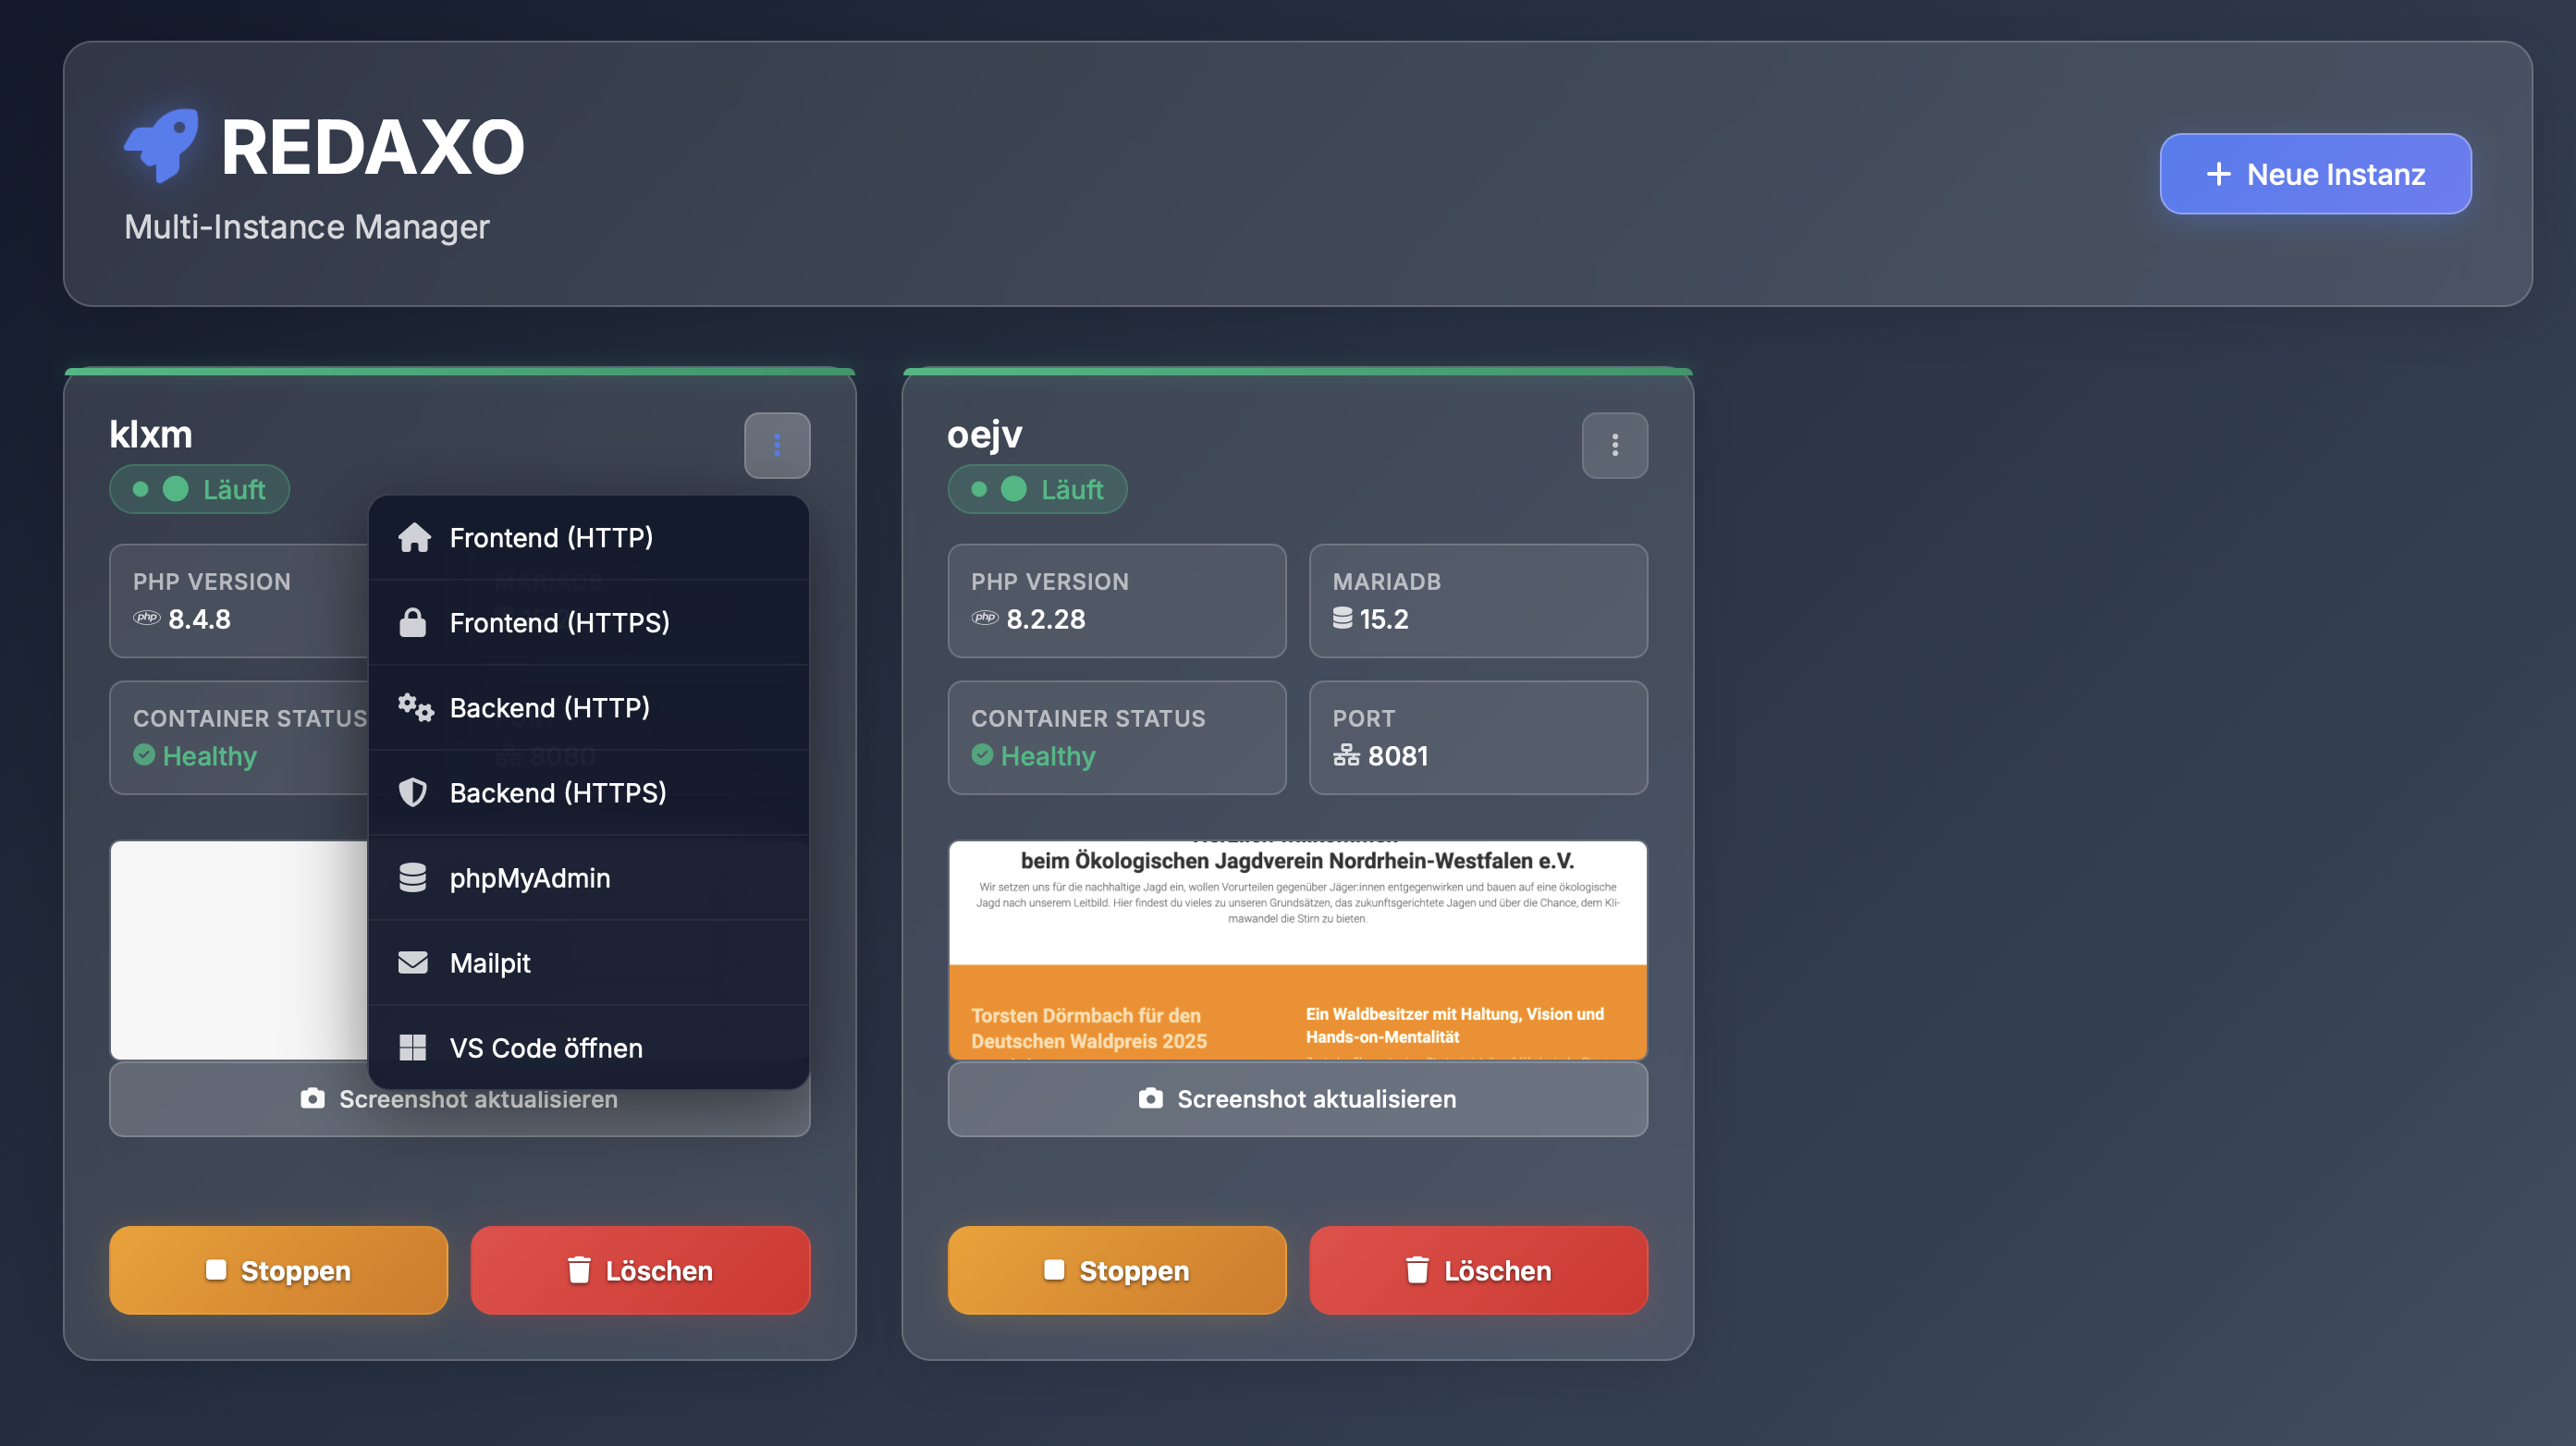 REDAXO
Multi-Instance Manager
Neue Instanz
klxm
Läuft
Frontend (HTTP)
Frontend (HTTPS)
Backend (HTTP)
Backend (HTTPS)
phpMyAdmin
Mailpit
VS Code öffnen
PHP VERSION
php 8.4.8
MARIADB
CONTAINER STATUS
Healthy
8080
Screenshot aktualisieren
Stoppen
Löschen
oejv
Läuft
PHP VERSION
php 8.2.28
MARIADB
15.2
CONTAINER STATUS
Healthy
PORT
8081
beim Ökologischen Jagdverein Nordrhein-Westfalen e.V.
Wir setzen uns für die nachhaltige Jagd ein, wollen Vorurteilen gegenüber Jäger:innen entgegenwirken und bauen auf eine ökologische
Jagd nach unserem Leitbild. Hier findest du vieles zu unseren Grundsätzen, das zukunftsgerichtete Jagen und über die Chance, dem Kli-
mawandel die Stirn zu bieten.
Torsten Dörmbach für den
Deutschen Waldpreis 2025
Ein Waldbesitzer mit Haltung, Vision und
Hands-on-Mentalität
Screenshot aktualisieren
Stoppen
Löschen